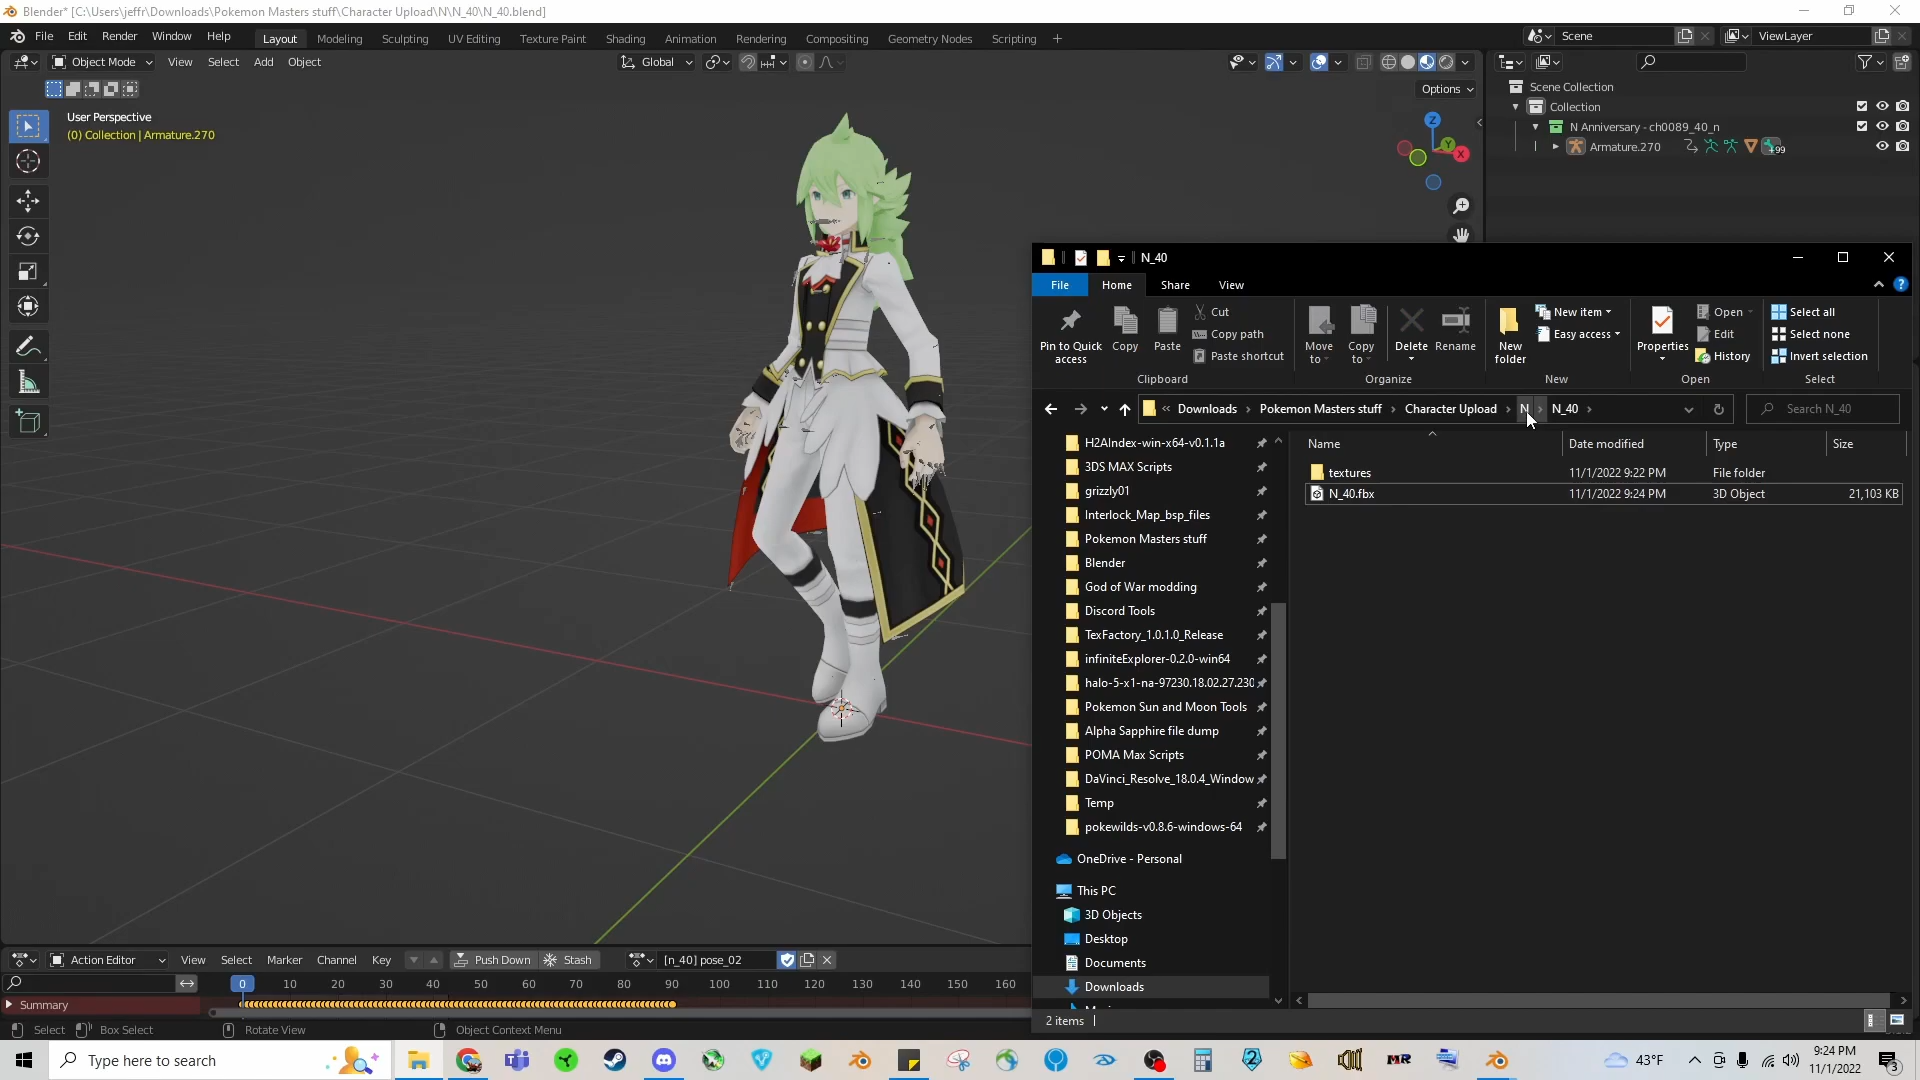 Blender* [C:\Users\jeffr\Downloads\Pokemon Masters stuff\Character Upload\N\N_40\N_40.blend]
File Edit Render Window Help Layout Modeling Sculpting UV Editing Texture Paint Shading Animation Rendering Compositing Geometry Nodes Scripting + Scene ViewLayer
Object Mode View Select Add Object Global
Options
User Perspective
(0) Collection | Armature.270
Z
Y
X
Scene Collection
Collection
N Anniversary - ch0089_40_n
Armature.270 +99
N_40
File Home Share View
Pin to Quick access
Copy
Paste
Cut
Copy path
Paste shortcut
Clipboard
Move to
Copy to
Delete
Rename
Organize
New folder
New item
Easy access
New
Properties
Open
Edit
History
Open
Select all
Select none
Invert selection
Select
« Downloads › Pokemon Masters stuff › Character Upload › N › N_40 ›
Search N_40
Name Date modified Type Size
textures 11/1/2022 9:22 PM File folder
N_40.fbx 11/1/2022 9:24 PM 3D Object 21,103 KB
H2AIndex-win-x64-v0.1.1a
3DS MAX Scripts
grizzly01
Interlock_Map_bsp_files
Pokemon Masters stuff
Blender
God of War modding
Discord Tools
TexFactory_1.0.1.0_Release
infiniteExplorer-0.2.0-win64
halo-5-x1-na-97230.18.02.27.230
Pokemon Sun and Moon Tools
Alpha Sapphire file dump
POMA Max Scripts
DaVinci_Resolve_18.0.4_Window
Temp
pokewilds-v0.8.6-windows-64
OneDrive - Personal
This PC
3D Objects
Desktop
Documents
Downloads
2 items
Action Editor View Select Marker Channel Key Push Down Stash [n_40] pose_02
0 10 20 30 40 50 60 70 80 90 100 110 120 130 140 150 160
Summary
Select Box Select Rotate View Object Context Menu
Type here to search
MR
43°F
9:24 PM
11/1/2022
3